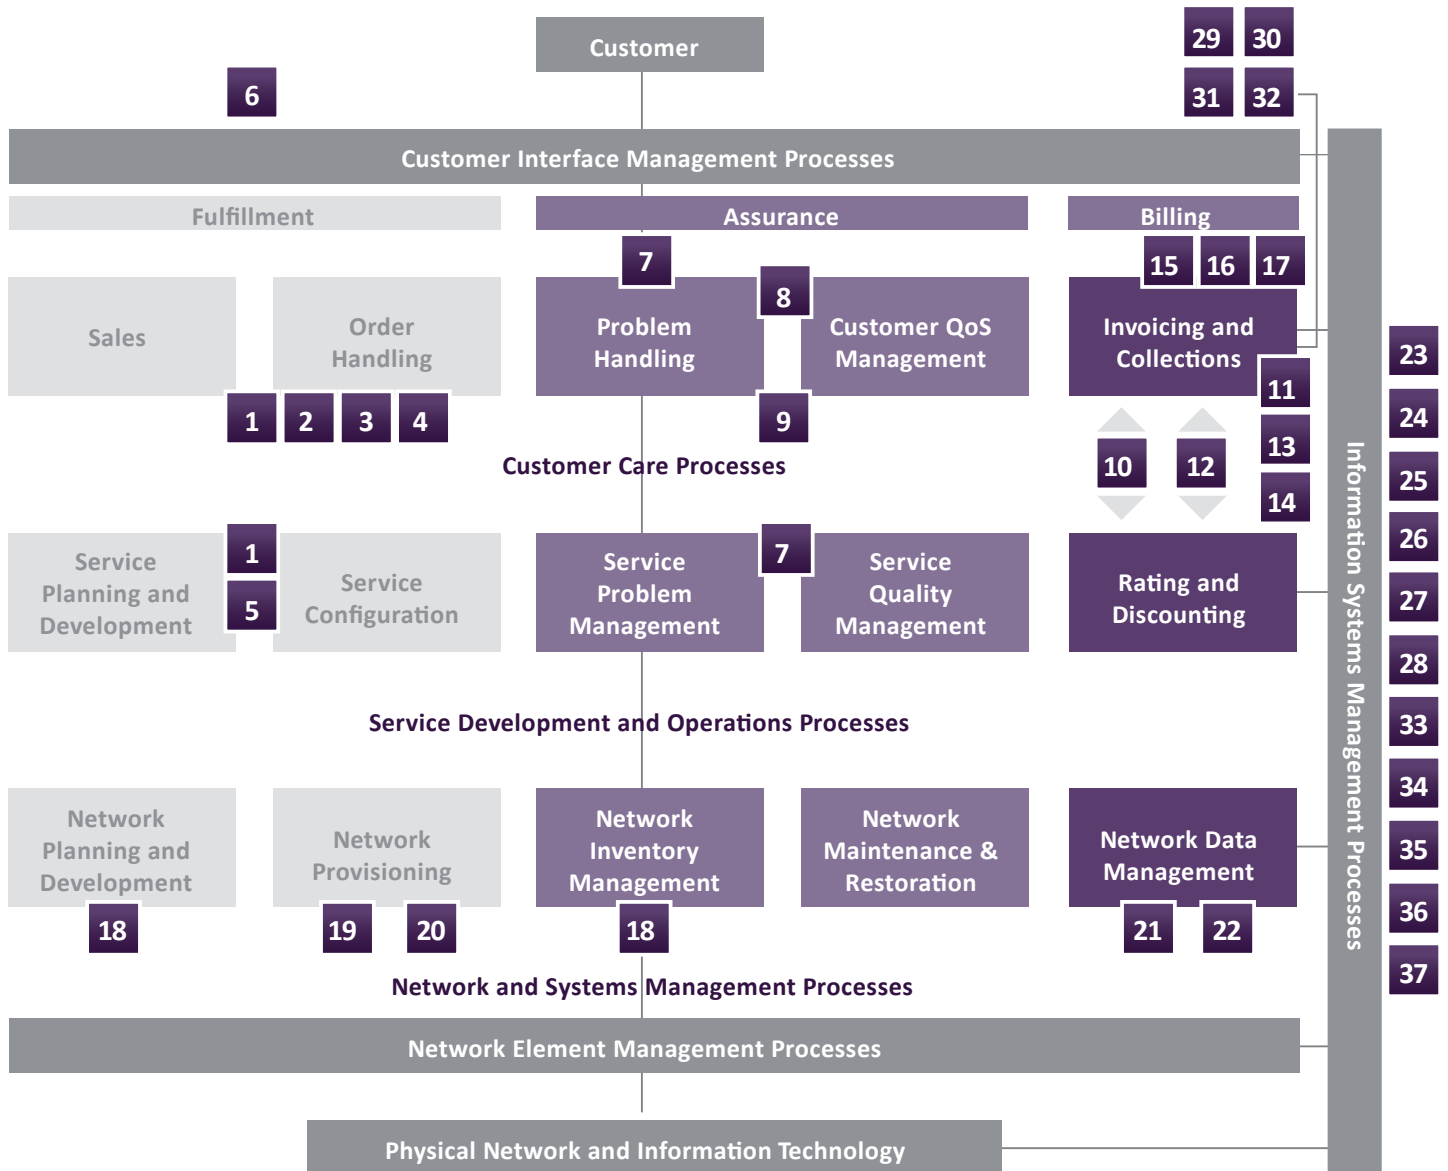 Customer
29 30
6
31 32
Customer Interface Management Processes
Fulfillment
Assurance
Billing
7
15 16 17
8
Sales
Order
Handling
Problem
Handling
Customer QoS
Management
Invoicing and
Collections
23
11
1 2 3 4
9
24
Customer Care Processes
10
12
13
25
14
1
7
26
Service
Planning and
Development
5
Service
Configuration
Service
Problem
Management
Service
Quality
Management
Rating and
Discounting
27
28
Information Systems Management Processes
Service Development and Operations Processes
33
34
Network
Planning and
Development
Network
Provisioning
Network
Inventory
Management
Network
Maintenance &
Restoration
Network Data
Management
35
36
18
19 20
18
21 22
37
Network and Systems Management Processes
Network Element Management Processes
Physical Network and Information Technology